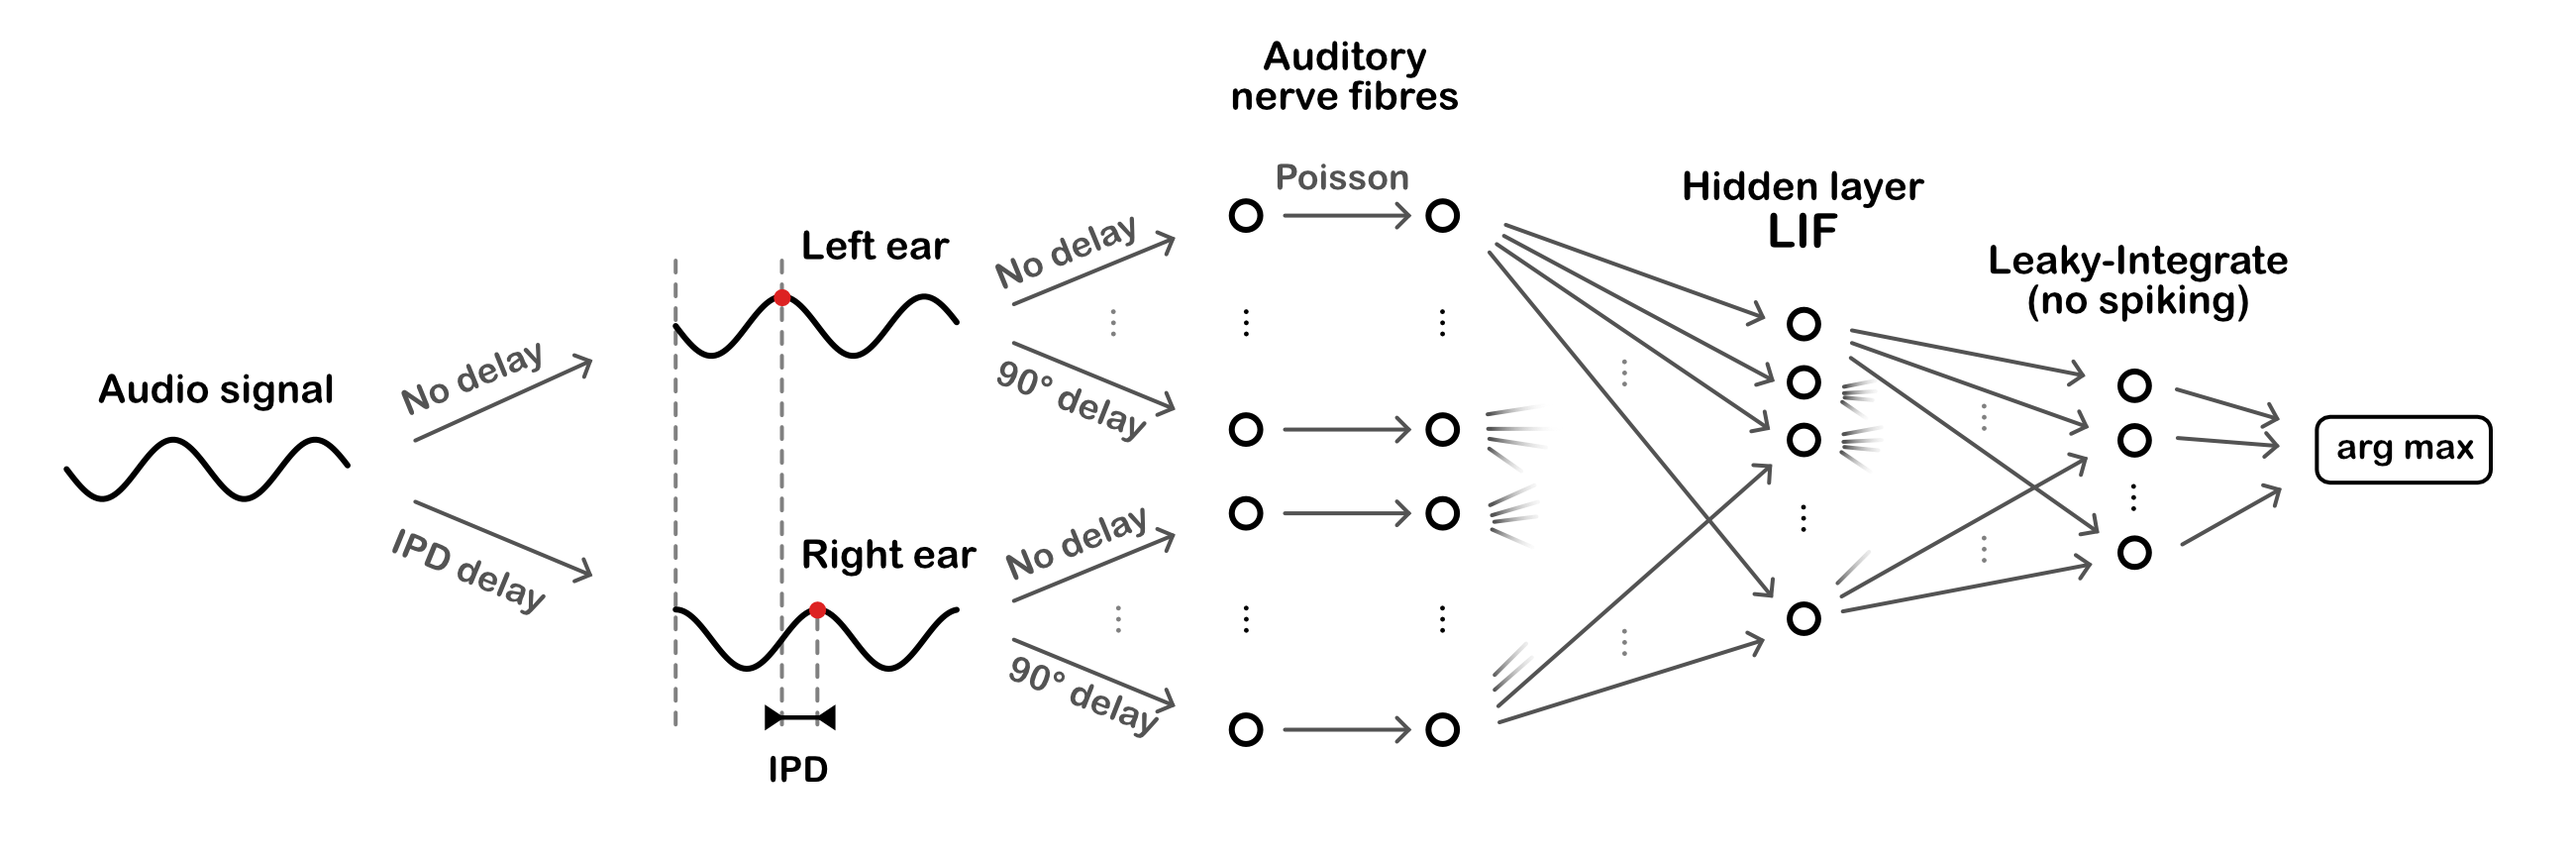 Audio signal
No delay
IPD delay
Left ear
Right ear
IPD
No delay
90° delay
No delay
90° delay
Auditory
nerve fibres
Poisson
Hidden layer
LIF
Leaky-Integrate
(no spiking)
arg max